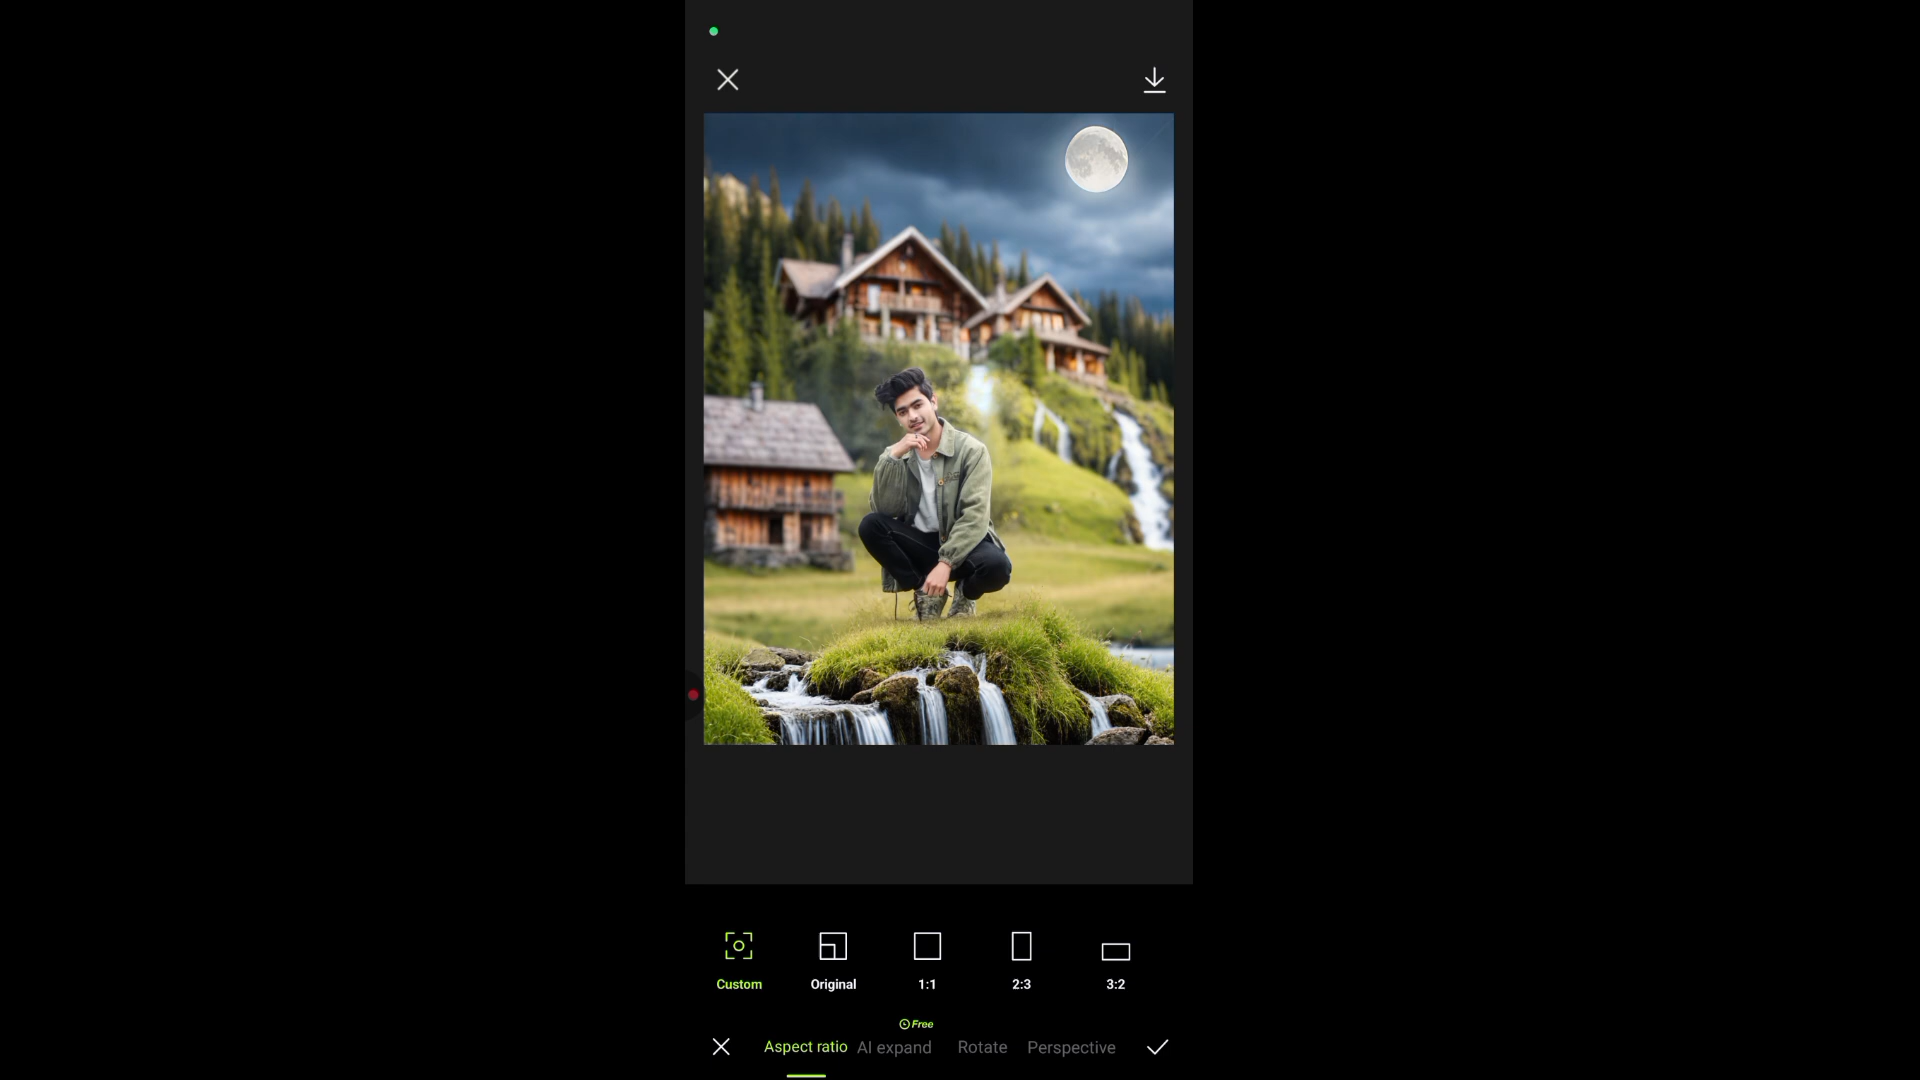 Custom
Original
1:1
2:3
3:2
Free
Aspect ratio
AI expand
Rotate
Perspective